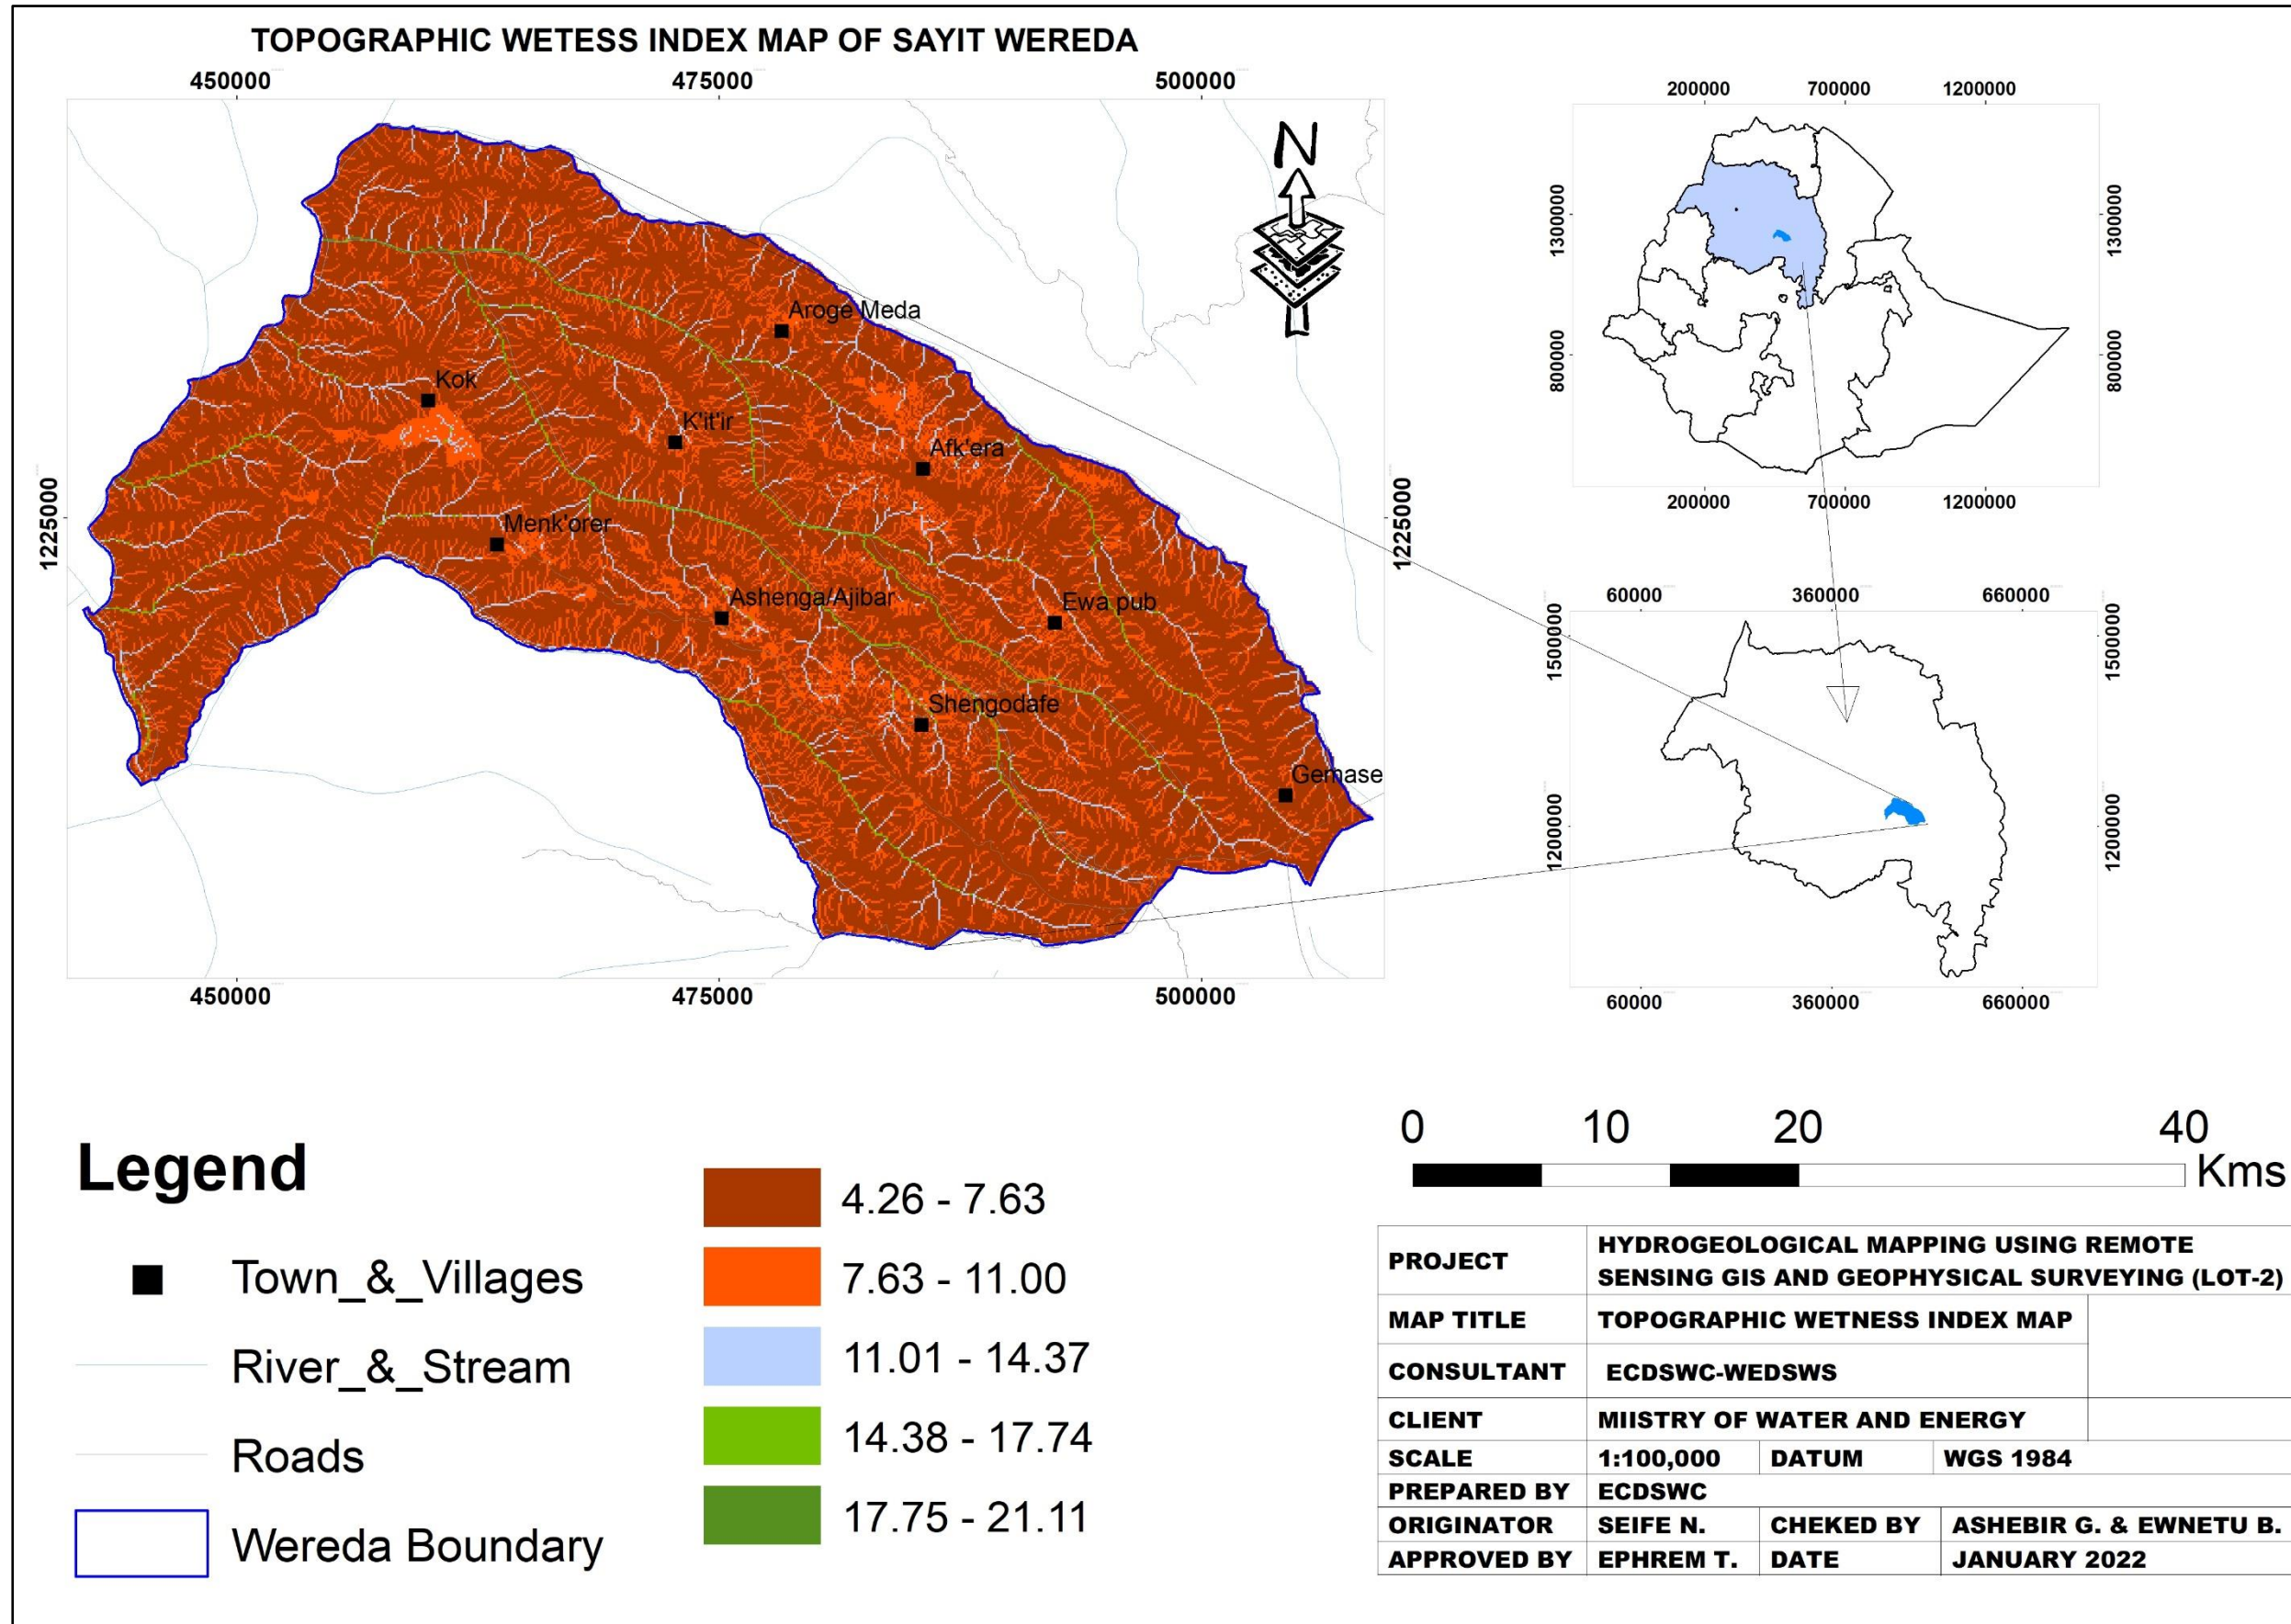 TOPOGRAPHIC WETESS INDEX MAP OF SAYIT WEREDA
450000 475000 500000
1225000
1225000
450000 475000 500000
N
Aroge Meda
Kok
K'it'ir
Afk'era
Menk'orer
Ashenga/Ajibar
Ewa pub
Shengodafe
Gemase
200000 700000 1200000
1300000
800000
1300000
800000
200000 700000 1200000
60000 360000 660000
1500000
1200000
1500000
1200000
60000 360000 660000
Legend
Town_&_Villages
River_&_Stream
Roads
Wereda Boundary
4.26 - 7.63
7.63 - 11.00
11.01 - 14.37
14.38 - 17.74
17.75 - 21.11
0 10 20 40
Kms
PROJECT HYDROGEOLOGICAL MAPPING USING REMOTE
SENSING GIS AND GEOPHYSICAL SURVEYING (LOT-2)
MAP TITLE TOPOGRAPHIC WETNESS INDEX MAP
CONSULTANT ECDSWC-WEDSWS
CLIENT MIISTRY OF WATER AND ENERGY
SCALE 1:100,000 DATUM WGS 1984
PREPARED BY ECDSWC
ORIGINATOR SEIFE N. CHEKED BY ASHEBIR G. & EWNETU B.
APPROVED BY EPHREM T. DATE JANUARY 2022